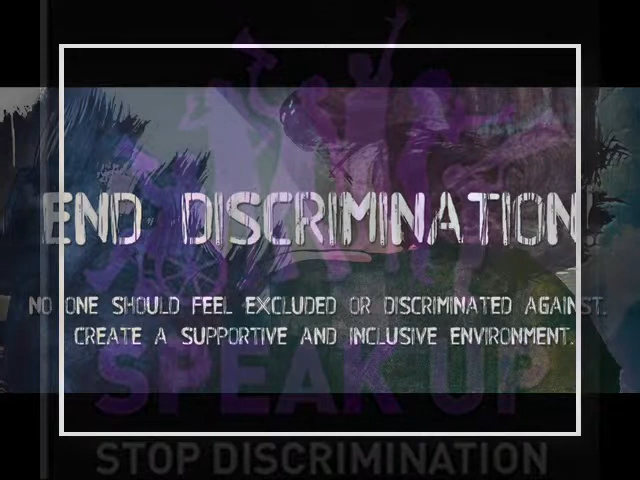 END DISCRIMINATION
NO ONE SHOULD FEEL EXCLUDED OR DISCRIMINATED AGAINST.
CREATE A SUPPORTIVE AND INCLUSIVE ENVIRONMENT.
SPEAK UP
STOP DISCRIMINATION